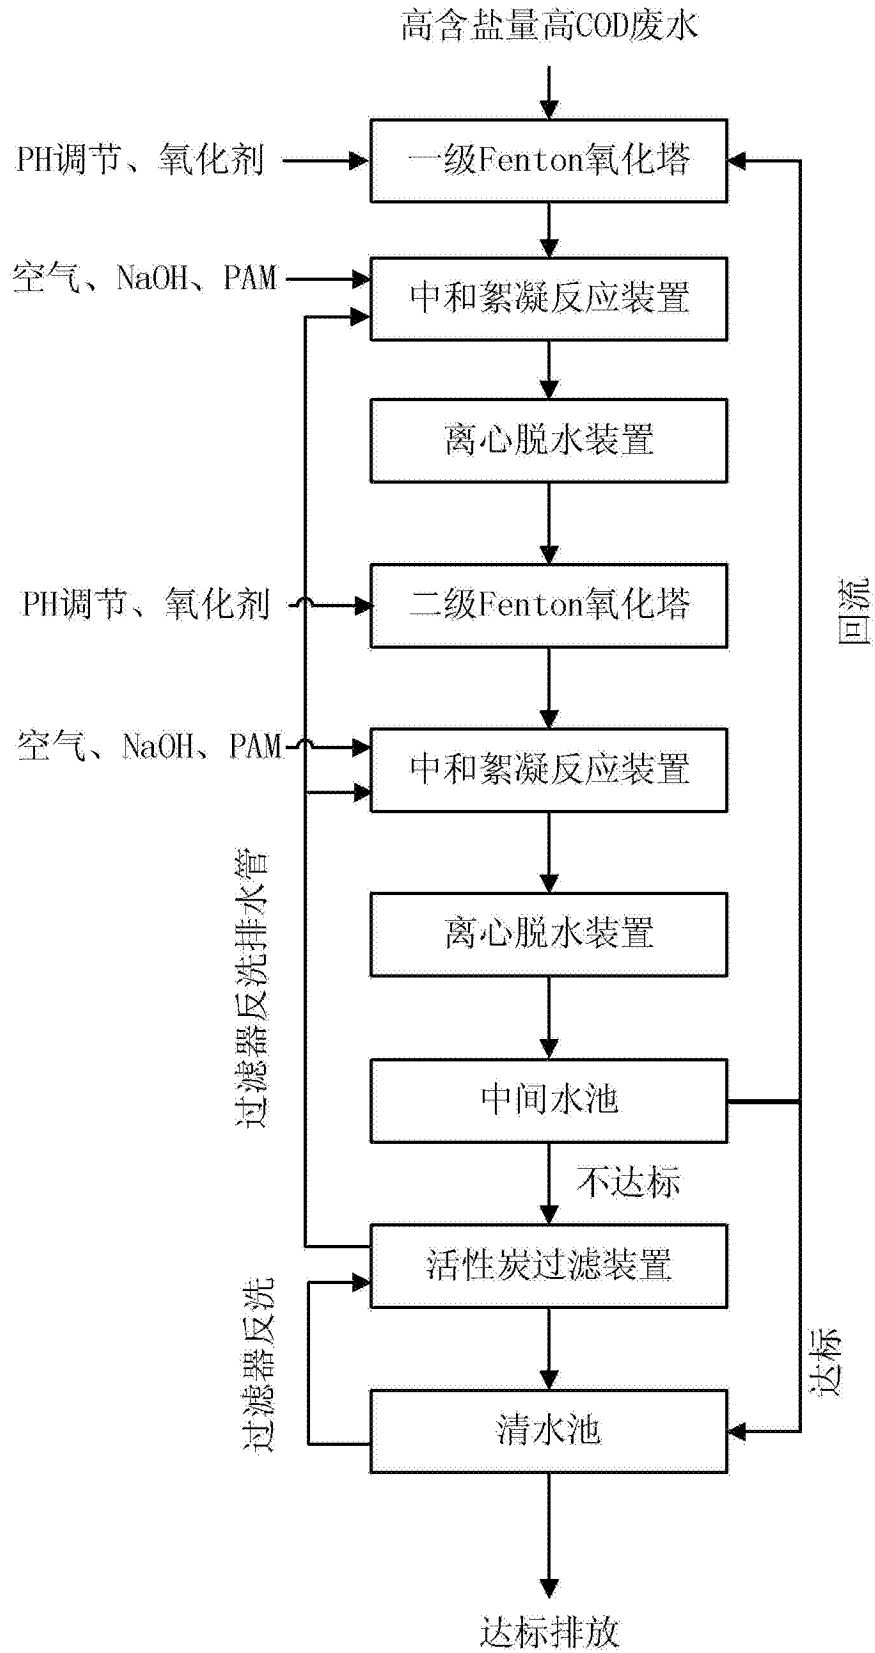 高含盐量高COD废水
PH调节、氧化剂
一级Fenton氧化塔
空气、NaOH、PAM
中和絮凝反应装置
离心脱水装置
PH调节、氧化剂
二级Fenton氧化塔
回流
空气、NaOH、PAM
中和絮凝反应装置
过滤器反洗排水管
离心脱水装置
中间水池
不达标
活性炭过滤装置
过滤器反洗
达标
清水池
达标排放